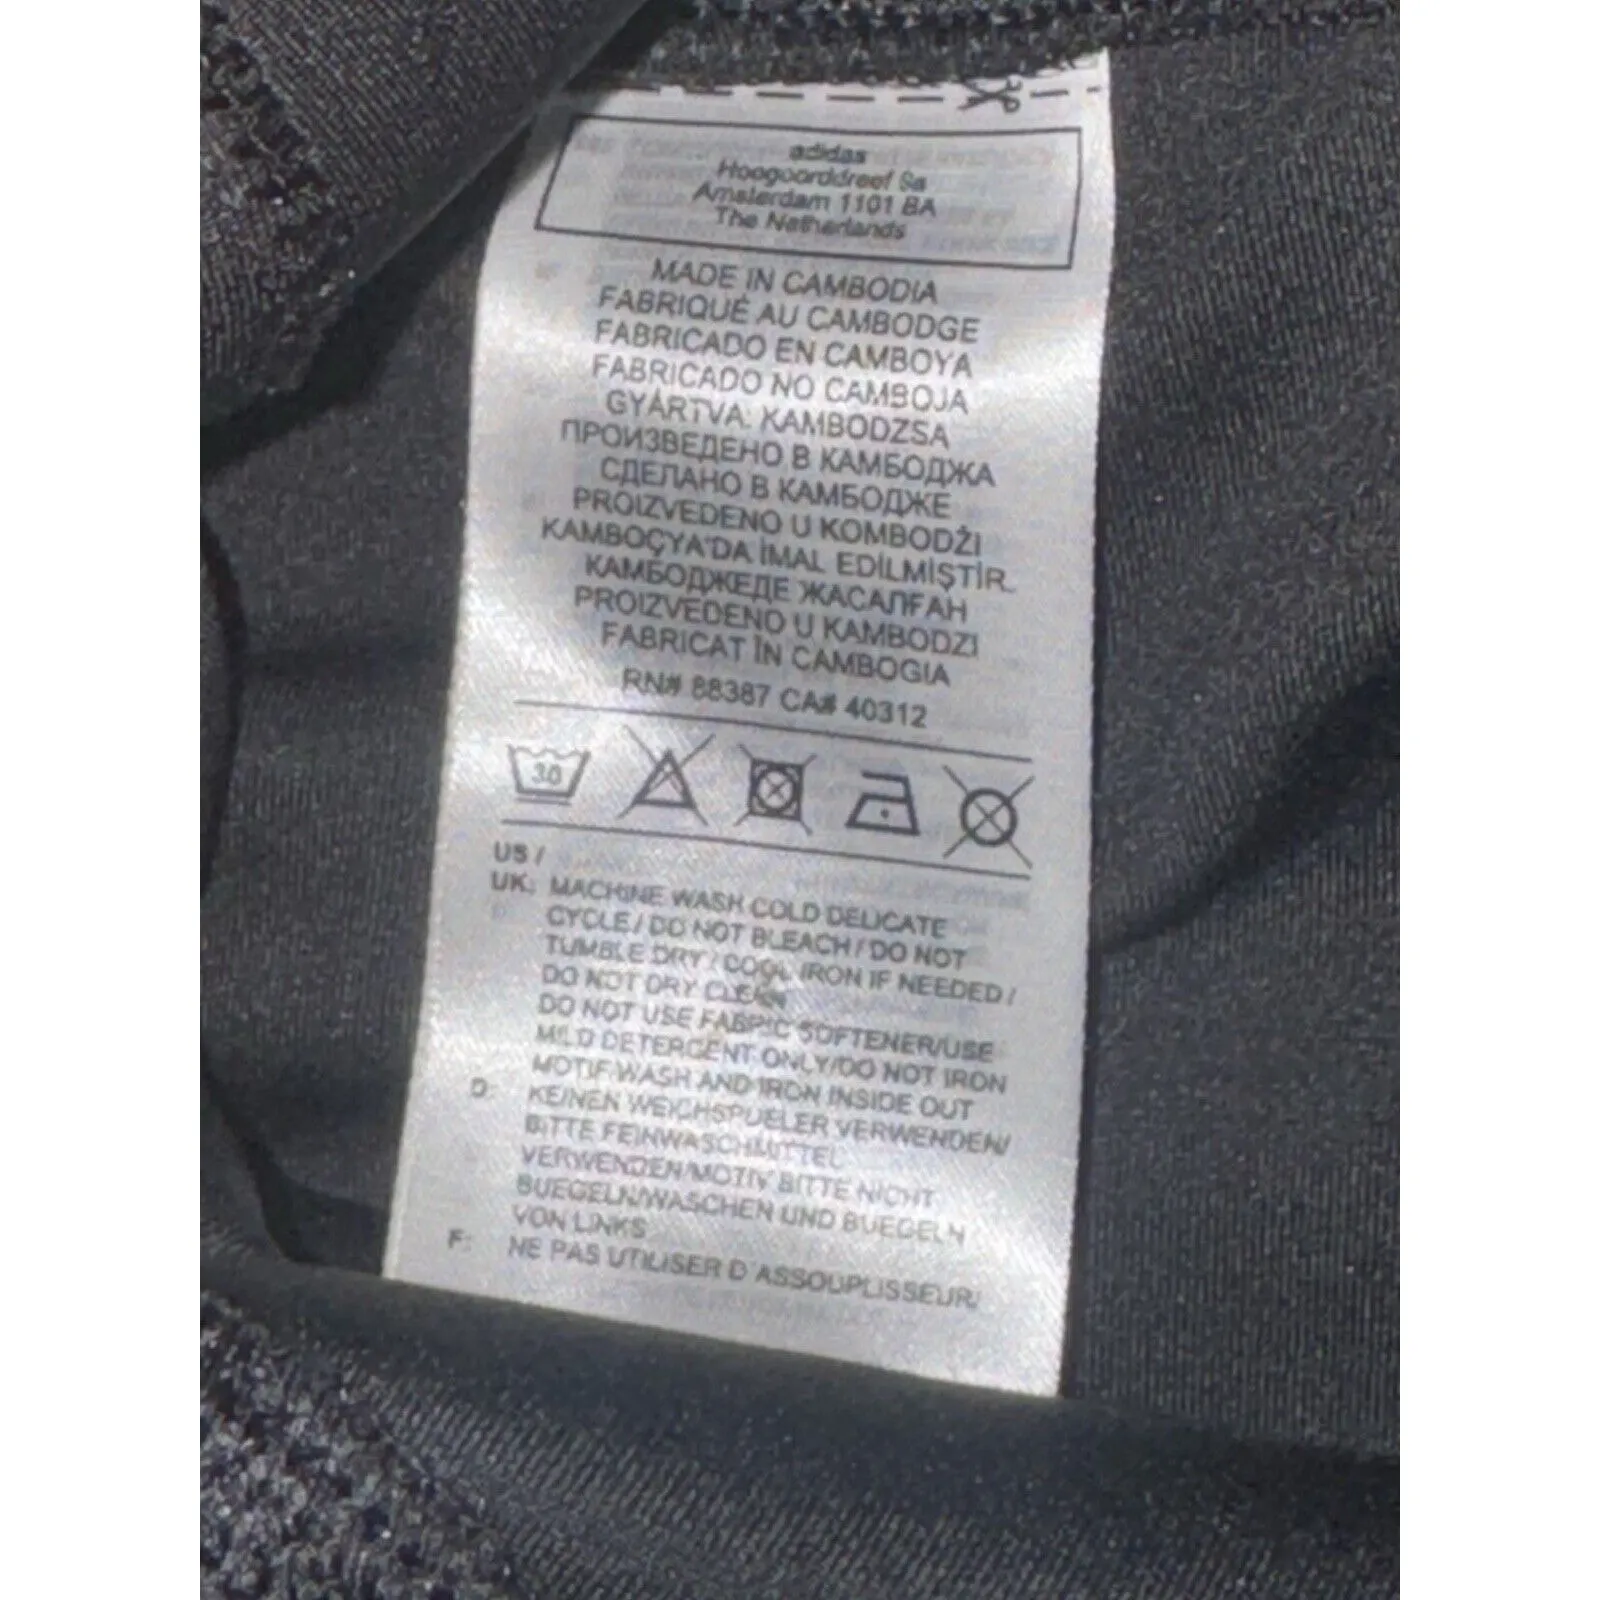 adidas
Hoogoorddreef 9a
Amsterdam 1101 BA
The Netherlands
MADE IN CAMBODIA
FABRIQUÉ AU CAMBODGE
FABRICADO EN CAMBOYA
FABRICADO NO CAMBOJA
GYÁRTVA: KAMBODZSA
ПРОИЗВЕДЕНО В КАМБОДЖА
СДЕЛАНО В КАМБОДЖЕ
PROIZVEDENO U KOMBODŽI
KAMBOÇYA'DA İMAL EDİLMİŞTİR.
КАМБОДЖЕДЕ ЖАСАЛҒАН
PROIZVEDENO U KAMBODZI
FABRICAT ÎN CAMBOGIA
RN# 88387 CA# 40312
30
US /
UK: MACHINE WASH COLD DELICATE
CYCLE / DO NOT BLEACH / DO NOT
TUMBLE DRY / COOL IRON IF NEEDED /
DO NOT DRY CLEAN
DO NOT USE FABRIC SOFTENER/USE
MILD DETERGENT ONLY/DO NOT IRON
MOTIF/WASH AND IRON INSIDE OUT
D: KEINEN WEICHSPUELER VERWENDEN/
BITTE FEINWASCHMITTEL
VERWENDEN/MOTIV BITTE NICHT
BUEGELN/WASCHEN UND BUEGELN
VON LINKS
F: NE PAS UTILISER D'ASSOUPLISSEUR/